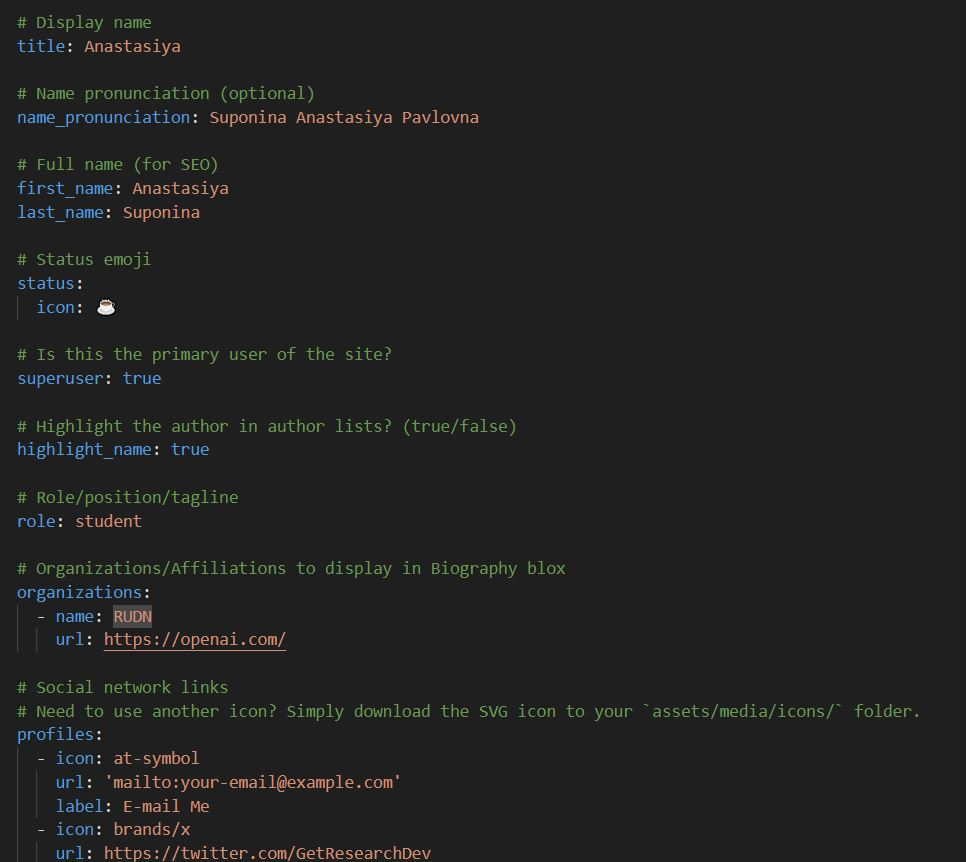 # Display name
title: Anastasiya
# Name pronunciation (optional)
name_pronunciation: Suponina Anastasiya Pavlovna
# Full name (for SEO)
first_name: Anastasiya
last_name: Suponina
# Status emoji
status:
icon: ☕
# Is this the primary user of the site?
superuser: true
# Highlight the author in author lists? (true/false)
highlight_name: true
# Role/position/tagline
role: student
# Organizations/Affiliations to display in Biography blox
organizations:
- name: RUDN
url: https://openai.com/
# Social network links
# Need to use another icon? Simply download the SVG icon to your `assets/media/icons/` folder.
profiles:
- icon: at-symbol
url: 'mailto:your-email@example.com'
label: E-mail Me
- icon: brands/x
url: https://twitter.com/GetResearchDev